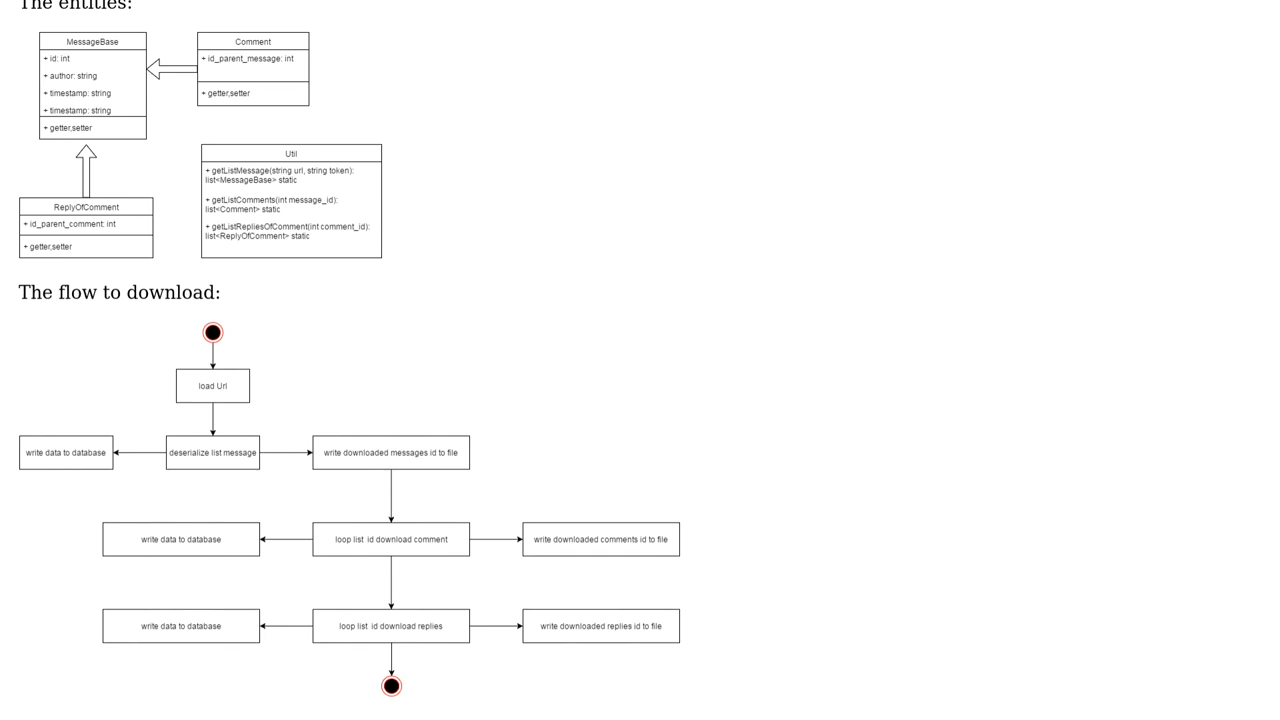 The entities:
MessageBase
+ id: int
+ author: string
+ timestamp: string
+ timestamp: string
+ getter,setter
Comment
+ id_parent_message: int
+ getter,setter
ReplyOfComment
+ id_parent_comment: int
+ getter,setter
Util
+ getListMessage(string url, string token):
list<MessageBase> static
+ getListComments(int message_id):
list<Comment> static
+ getListRepliesOfComment(int comment_id):
list<ReplyOfComment> static
The flow to download:
load Url
write data to database
deserialize list message
write downloaded messages id to file
write data to database
loop list id download comment
write downloaded comments id to file
write data to database
loop list id download replies
write downloaded replies id to file